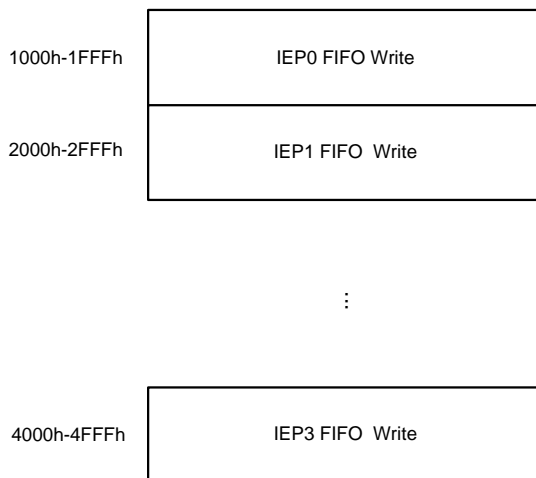 1000h-1FFFh IEP0 FIFO Write
2000h-2FFFh IEP1 FIFO Write
...
4000h-4FFFh IEP3 FIFO Write